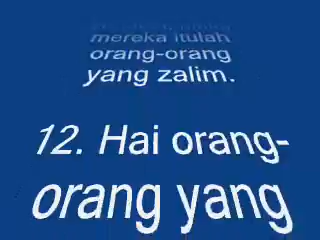 mereka itulah
orang-orang
yang zalim.
12. Hai orang-
orang yang